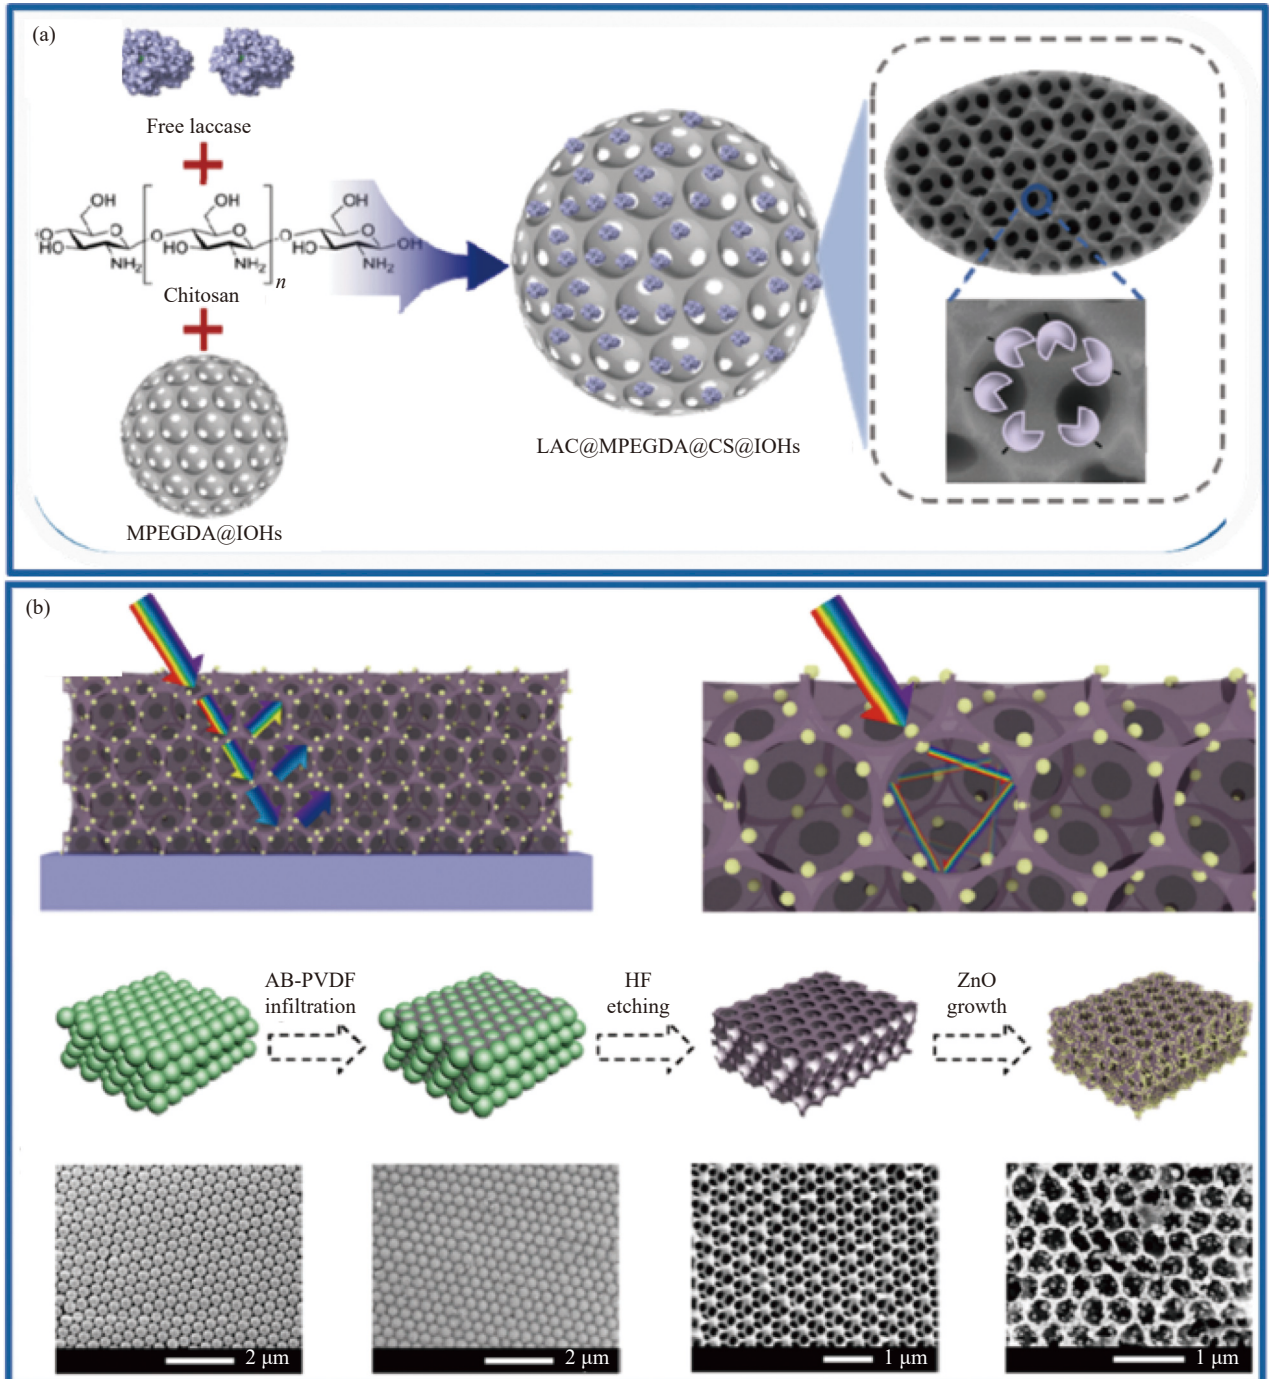 (a)
Free laccase
OH
OH
OH
O
O
O
O
O
O
OH
HO
HO
HO
NH2
NH2
NH2
n
Chitosan
MPEGDA@IOHs
LAC@MPEGDA@CS@IOHs
(b)
AB-PVDF
infiltration
HF
etching
ZnO
growth
2 μm
2 μm
1 μm
1 μm